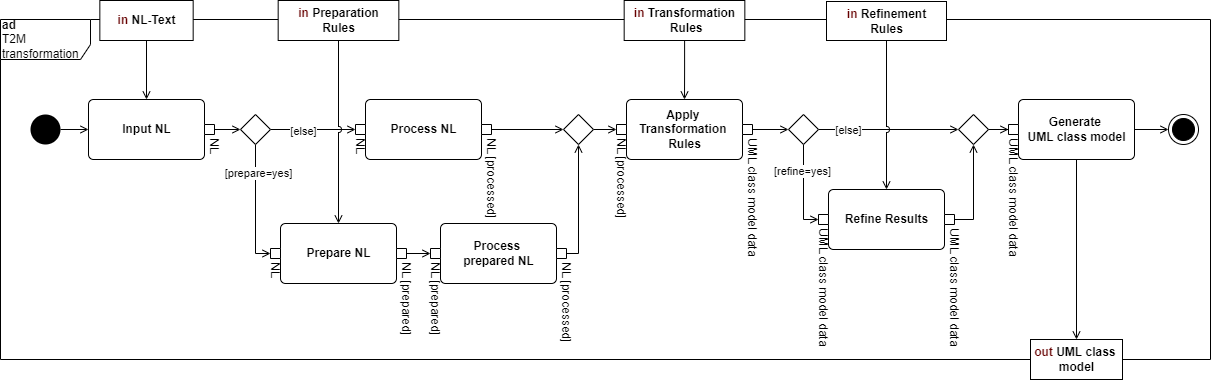 ad
T2M
transformation
in NL-Text
in Preparation
Rules
in Transformation
Rules
in Refinement
Rules
Input NL
NL
[else]
[prepare=yes]
Process NL
NL [processed]
NL
Prepare NL
NL [prepared]
NL [prepared]
Process
prepared NL
NL [processed]
NL [processed]
Apply
Transformation
Rules
UML class model data
[else]
[refine=yes]
UML class model data
Refine Results
UML class model data
UML class model data
Generate
UML class model
out UML class
model